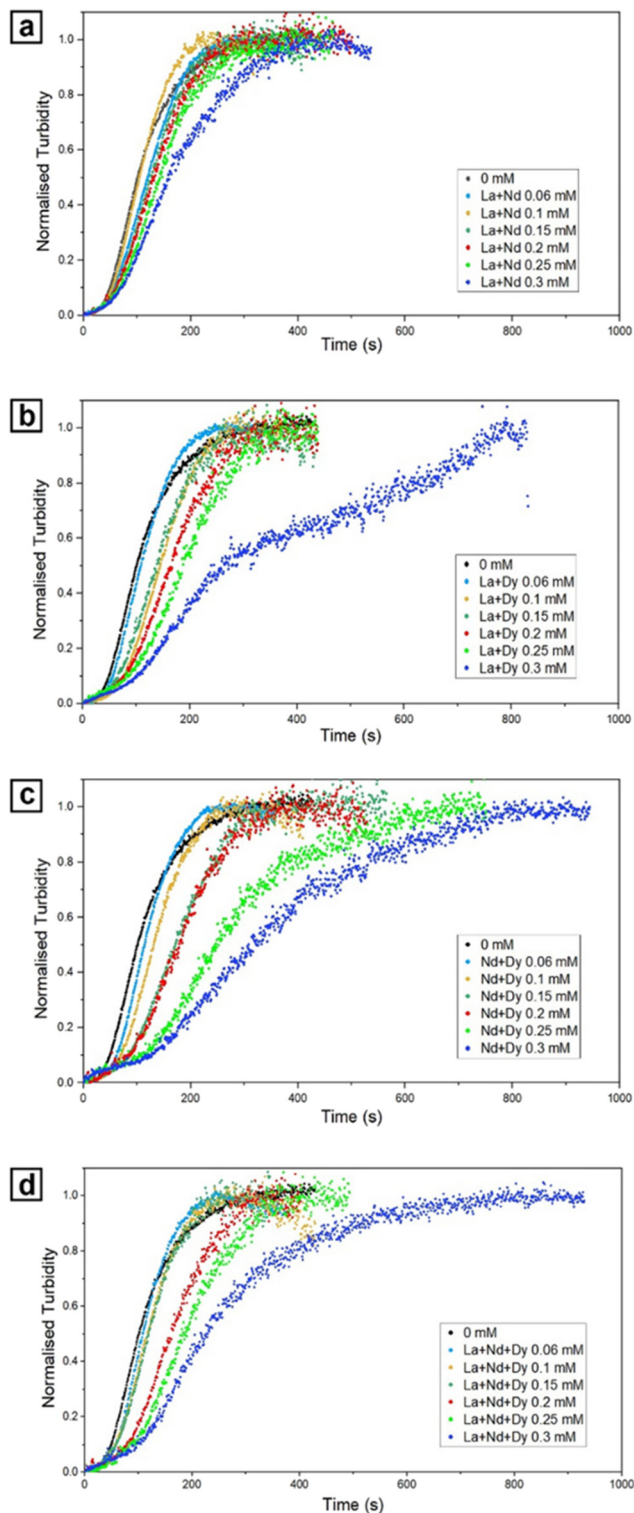 a
Normalised Turbidity
1.0
0.8
0.6
0.4
0.2
0.0
0 mM
La+Nd 0.06 mM
La+Nd 0.1 mM
La+Nd 0.15 mM
La+Nd 0.2 mM
La+Nd 0.25 mM
La+Nd 0.3 mM
0 200 400 600 800 1000
Time (s)
b
Normalised Turbidity
1.0
0.8
0.6
0.4
0.2
0.0
0 mM
La+Dy 0.06 mM
La+Dy 0.1 mM
La+Dy 0.15 mM
La+Dy 0.2 mM
La+Dy 0.25 mM
La+Dy 0.3 mM
0 200 400 600 800 1000
Time (s)
c
Normalised Turbidity
1.0
0.8
0.6
0.4
0.2
0.0
0 mM
Nd+Dy 0.06 mM
Nd+Dy 0.1 mM
Nd+Dy 0.15 mM
Nd+Dy 0.2 mM
Nd+Dy 0.25 mM
Nd+Dy 0.3 mM
0 200 400 600 800 1000
Time (s)
d
Normalised Turbidity
1.0
0.8
0.6
0.4
0.2
0.0
0 mM
La+Nd+Dy 0.06 mM
La+Nd+Dy 0.1 mM
La+Nd+Dy 0.15 mM
La+Nd+Dy 0.2 mM
La+Nd+Dy 0.25 mM
La+Nd+Dy 0.3 mM
0 200 400 600 800 1000
Time (s)